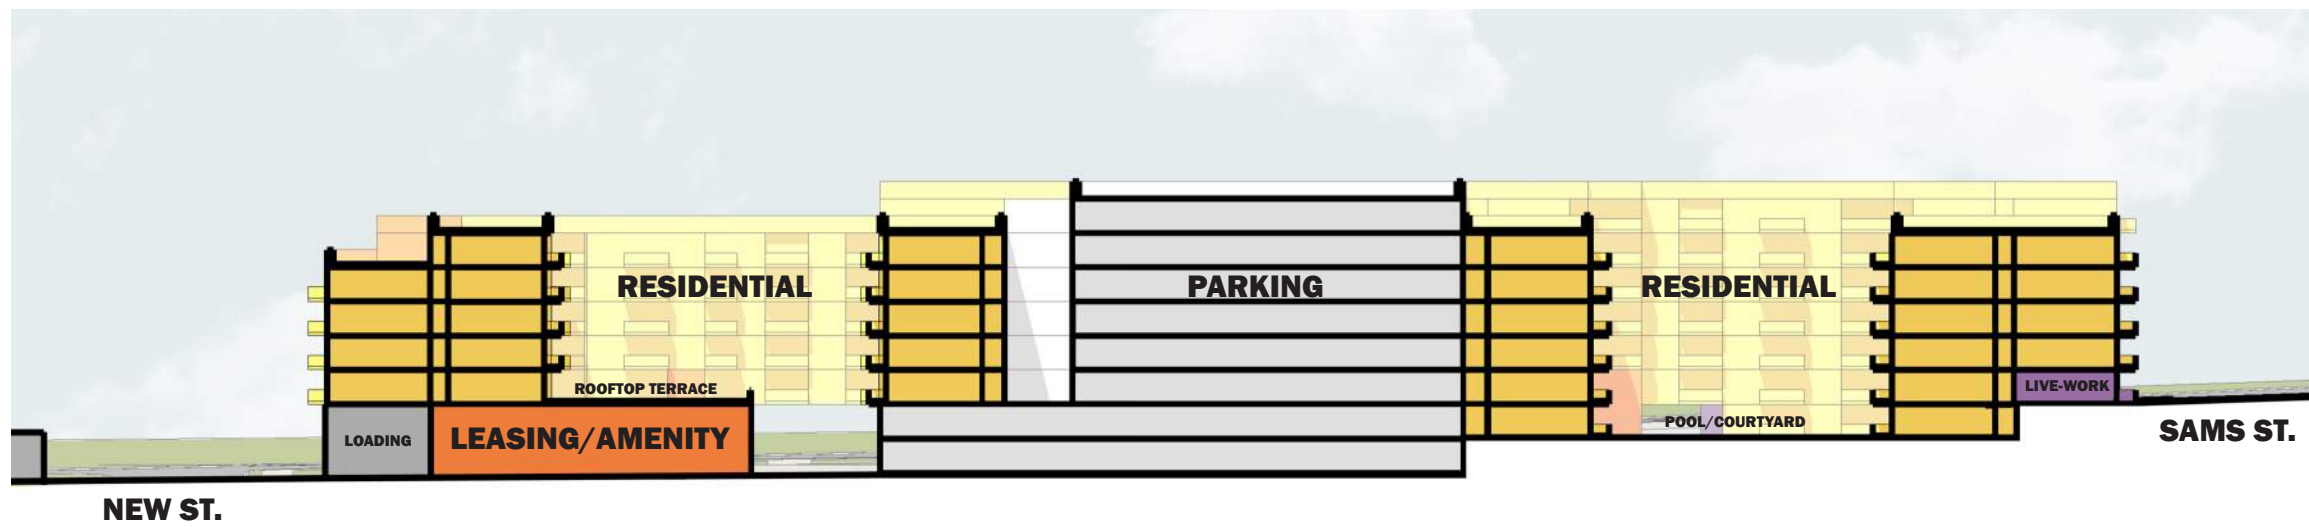 RESIDENTIAL
PARKING
RESIDENTIAL
ROOFTOP TERRACE
LIVE-WORK
POOL/COURTYARD
LOADING
LEASING/AMENITY
SAMS ST.
NEW ST.